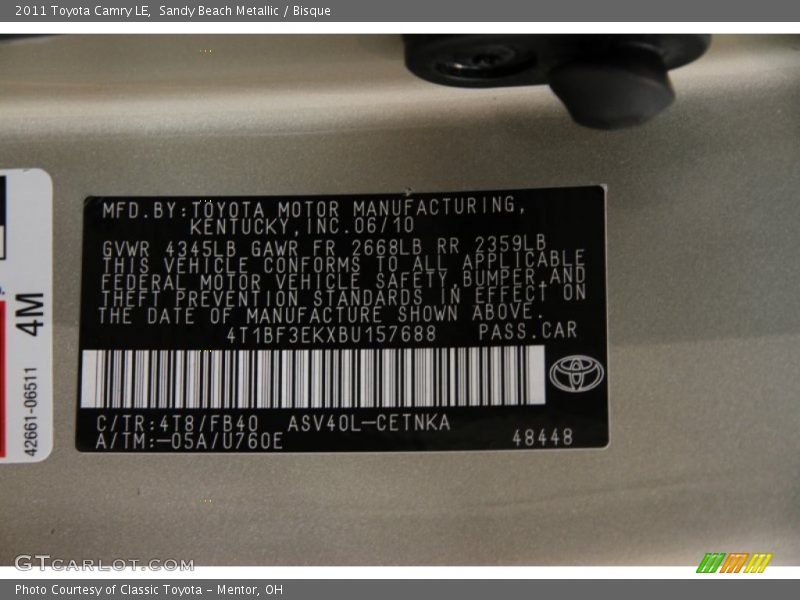 2011 Toyota Camry LE, Sandy Beach Metallic / Bisque
MFD.BY:TOYOTA MOTOR MANUFACTURING,
KENTUCKY,INC.06/10
GVWR 4345LB GAWR FR 2668LB RR 2359LB
THIS VEHICLE CONFORMS TO ALL APPLICABLE
FEDERAL MOTOR VEHICLE SAFETY,BUMPER,AND
THEFT PREVENTION STANDARDS IN EFFECT ON
THE DATE OF MANUFACTURE SHOWN ABOVE.
4T1BF3EKXBU157688 PASS.CAR
C/TR:4T8/FB40 ASV40L-CETNKA
A/TM:-05A/U760E 48448
4M
42661-06511
GTCARLOT.COM
Photo Courtesy of Classic Toyota - Mentor, OH